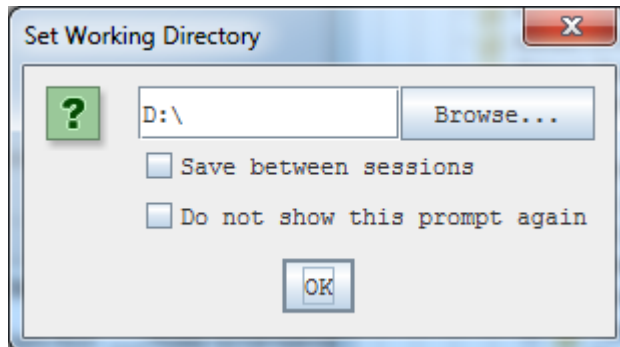 Set Working Directory
?
D:\
Browse...
Save between sessions
Do not show this prompt again
OK